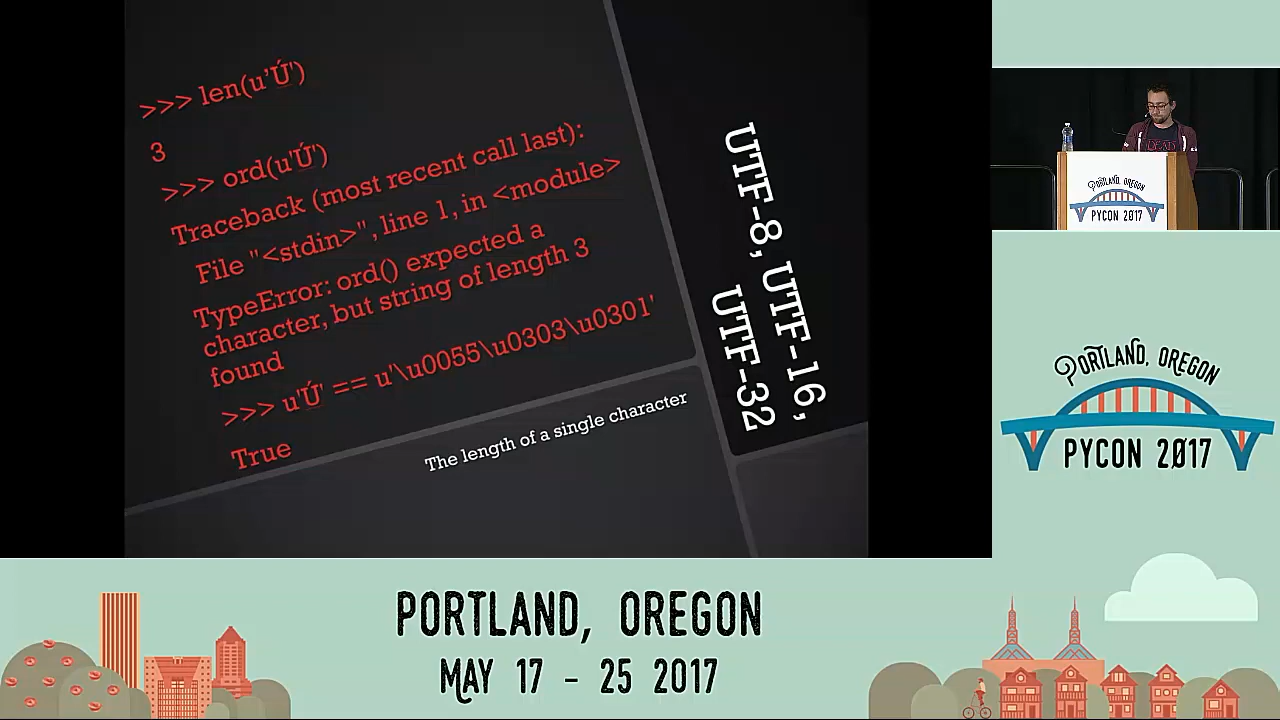 >>> len(u'Ṹ')
3
>>> ord(u'Ṹ')
Traceback (most recent call last):
File "<stdin>", line 1, in <module>
TypeError: ord() expected a
character, but string of length 3
found
>>> u'Ṹ' == u'\u0055\u0303\u0301'
True
The length of a single character
UTF-8, UTF-16,
UTF-32
PORTLAND, OREGON
PYCON 2017
PORTLAND, OREGON
PYCON 2017
PORTLAND, OREGON
MAY 17 - 25 2017